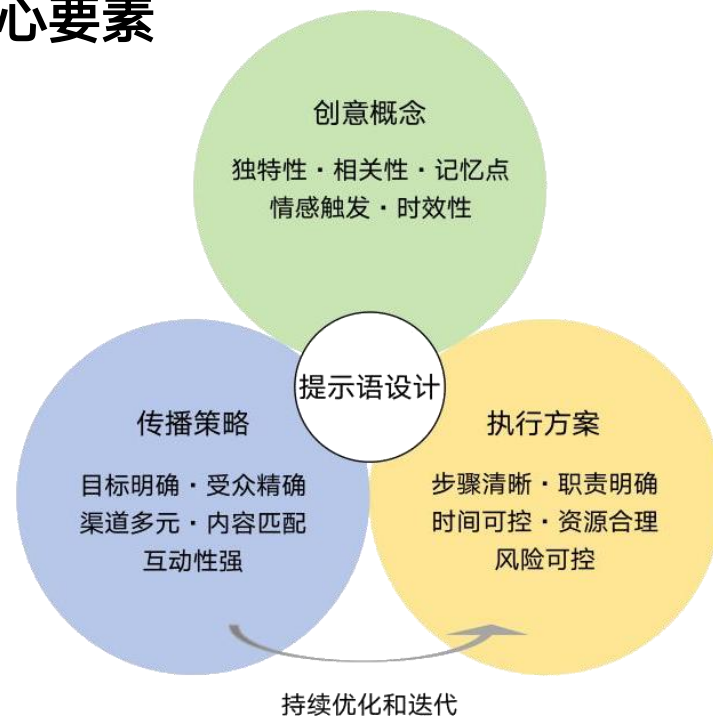 心要素
创意概念
独特性・相关性・记忆点
情感触发・时效性
提示语设计
传播策略
目标明确・受众精确
渠道多元・内容匹配
互动性强
执行方案
步骤清晰・职责明确
时间可控・资源合理
风险可控
持续优化和迭代